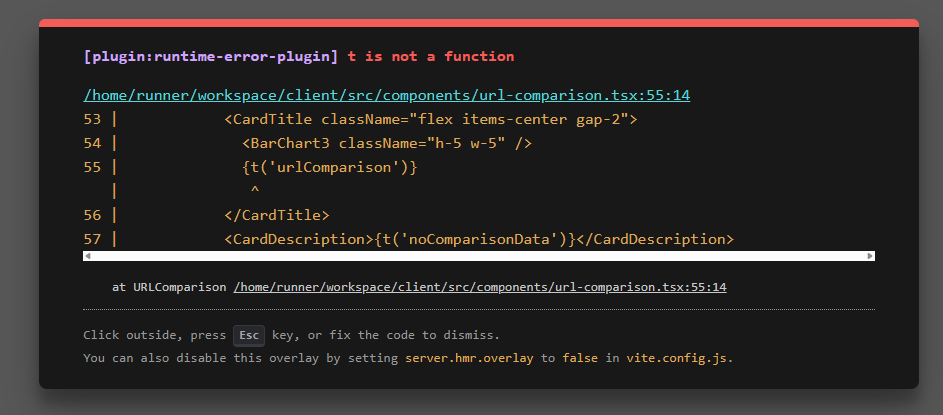 [plugin:runtime-error-plugin] t is not a function
/home/runner/workspace/client/src/components/url-comparison.tsx:55:14
53 |            <CardTitle className="flex items-center gap-2">
54 |              <BarChart3 className="h-5 w-5" />
55 |              {t('urlComparison')}
   |               ^
56 |            </CardTitle>
57 |            <CardDescription>{t('noComparisonData')}</CardDescription>
at URLComparison /home/runner/workspace/client/src/components/url-comparison.tsx:55:14
Click outside, press Esc key, or fix the code to dismiss.
You can also disable this overlay by setting server.hmr.overlay to false in vite.config.js.